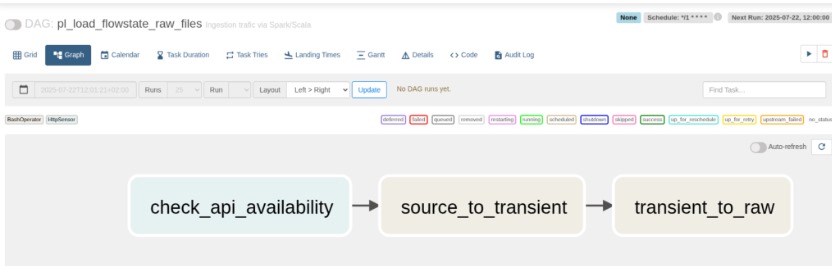 DAG: pl_load_flowstate_raw_files Ingestion trafic via Spark/Scala
None Schedule: */1 * * * * Next Run: 2025-07-22, 12:00:00
Grid Graph Calendar Task Duration Task Tries Landing Times Gantt Details Code Audit Log
2025-07-22T12:01:21+02:00 Runs 25 Run Layout Left > Right Update No DAG runs yet. Find Task...
BashOperator HttpSensor deferred failed queued removed restarting running scheduled shutdown skipped success up_for_reschedule up_for_retry upstream_failed no_status
Auto-refresh
check_api_availability source_to_transient transient_to_raw